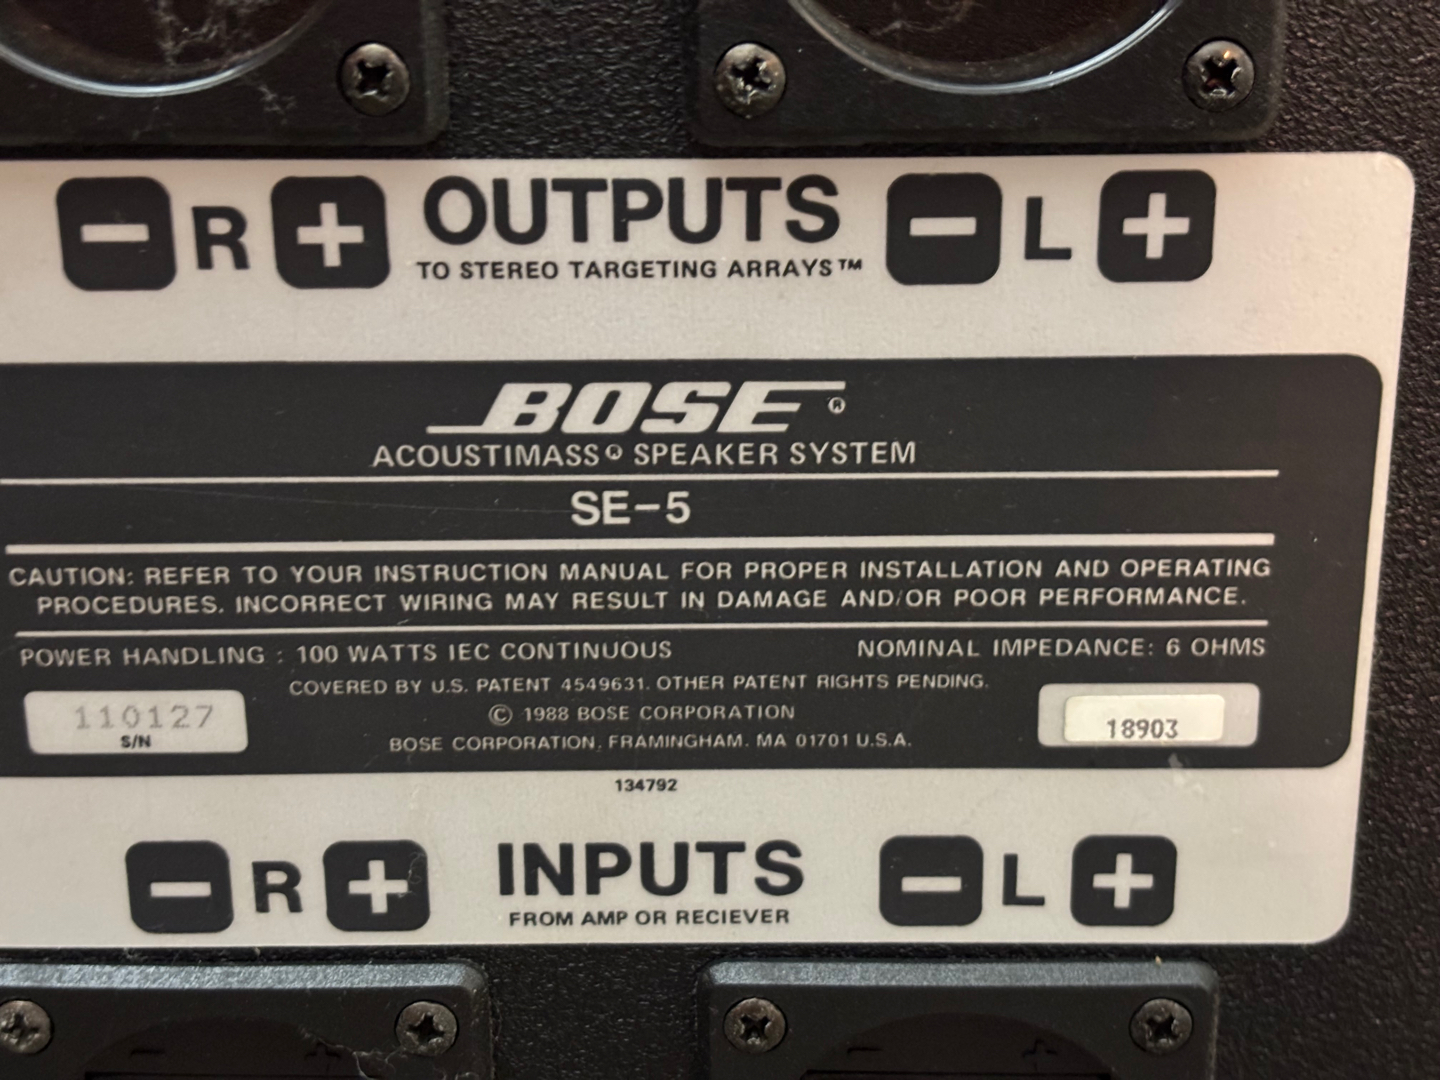 − R + OUTPUTS − L +
TO STEREO TARGETING ARRAYS™
BOSE®
ACOUSTIMASS® SPEAKER SYSTEM
SE-5
CAUTION: REFER TO YOUR INSTRUCTION MANUAL FOR PROPER INSTALLATION AND OPERATING
PROCEDURES. INCORRECT WIRING MAY RESULT IN DAMAGE AND/OR POOR PERFORMANCE.
POWER HANDLING : 100 WATTS IEC CONTINUOUS NOMINAL IMPEDANCE: 6 OHMS
COVERED BY U.S. PATENT 4549631. OTHER PATENT RIGHTS PENDING.
110127
S/N
© 1988 BOSE CORPORATION
18903
BOSE CORPORATION, FRAMINGHAM. MA 01701 U.S.A.
134792
− R + INPUTS − L +
FROM AMP OR RECIEVER
− +
− +